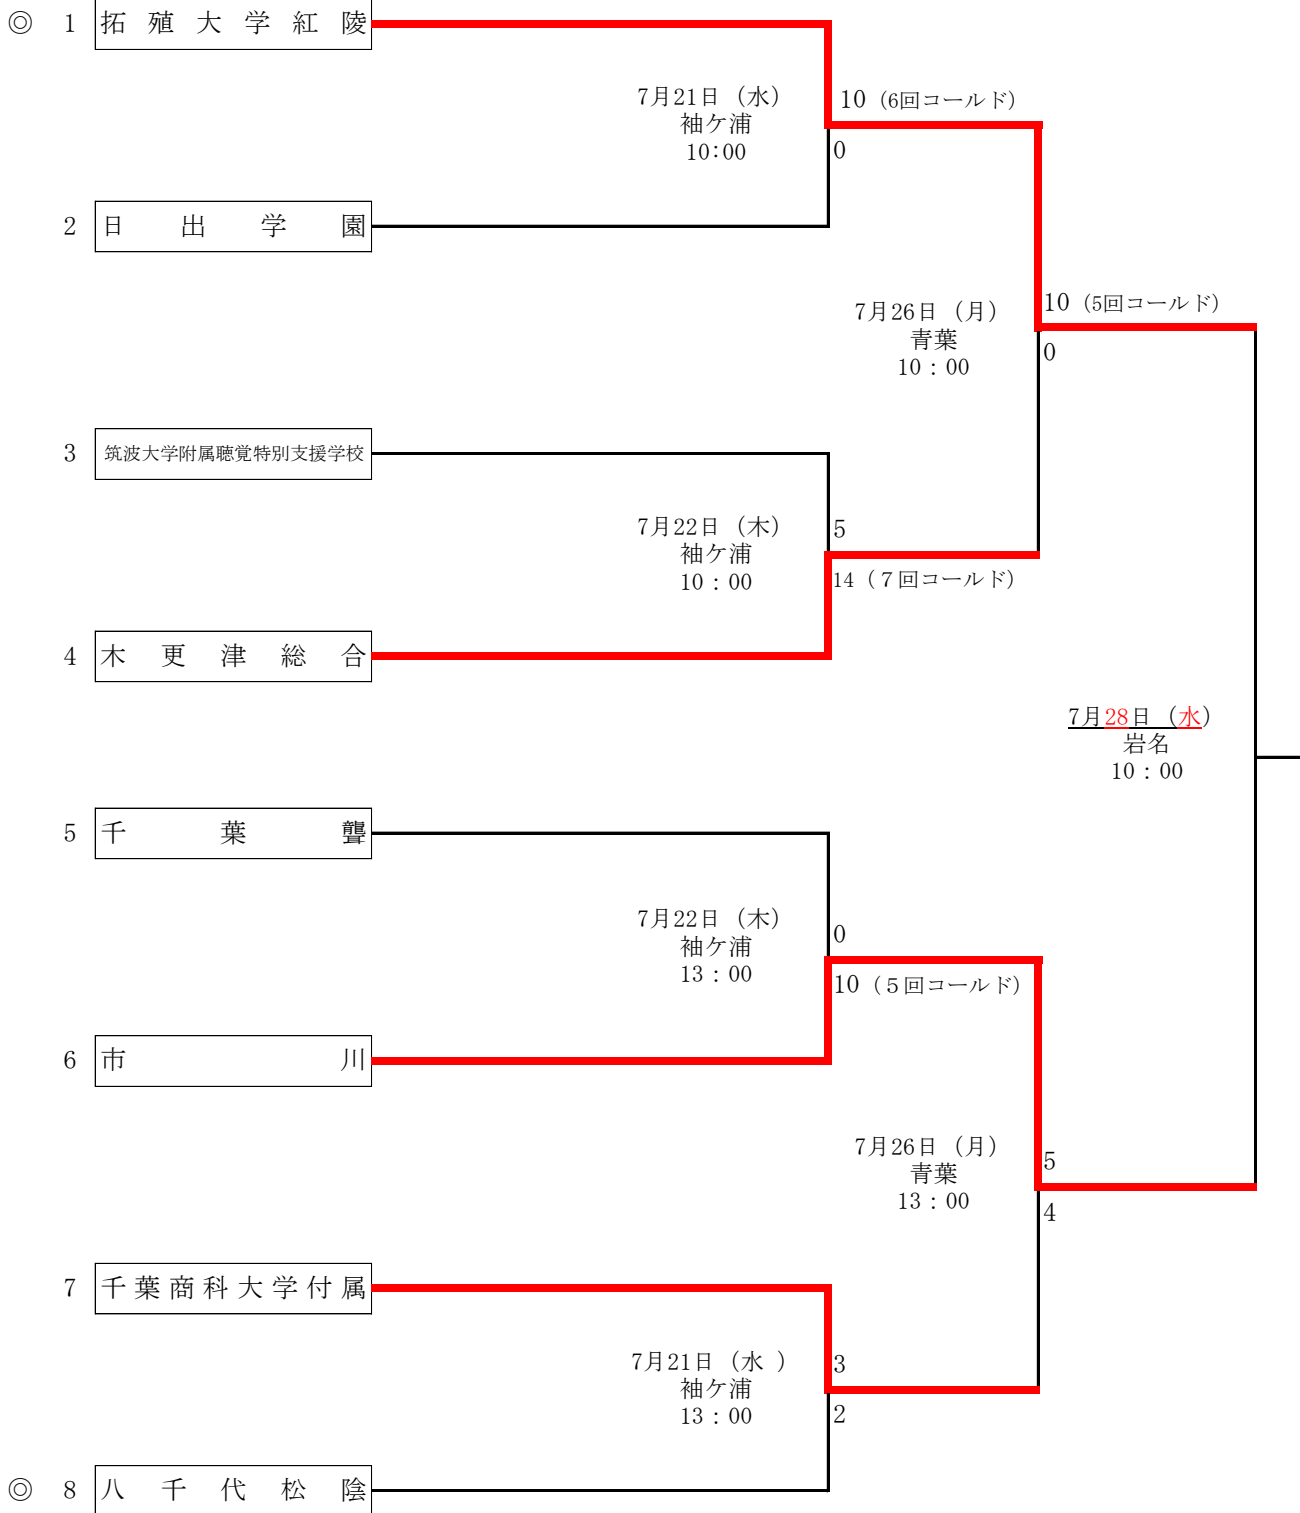 ◎ 1 拓殖大学紅陵
7月21日（水）
袖ケ浦
10:00
10（6回コールド）
0
2 日出学園
7月26日（月）
青葉
10：00
10（5回コールド）
0
3 筑波大学附属聴覚特別支援学校
7月22日（木）
袖ケ浦
10：00
5
14（７回コールド）
4 木更津総合
7月28日（水）
岩名
10：00
5 千葉聾
7月22日（木）
袖ケ浦
13：00
0
10（５回コールド）
6 市川
7月26日（月）
青葉
13：00
5
4
7 千葉商科大学付属
7月21日（水 ）
袖ケ浦
13：00
3
2
◎ 8 八千代松陰